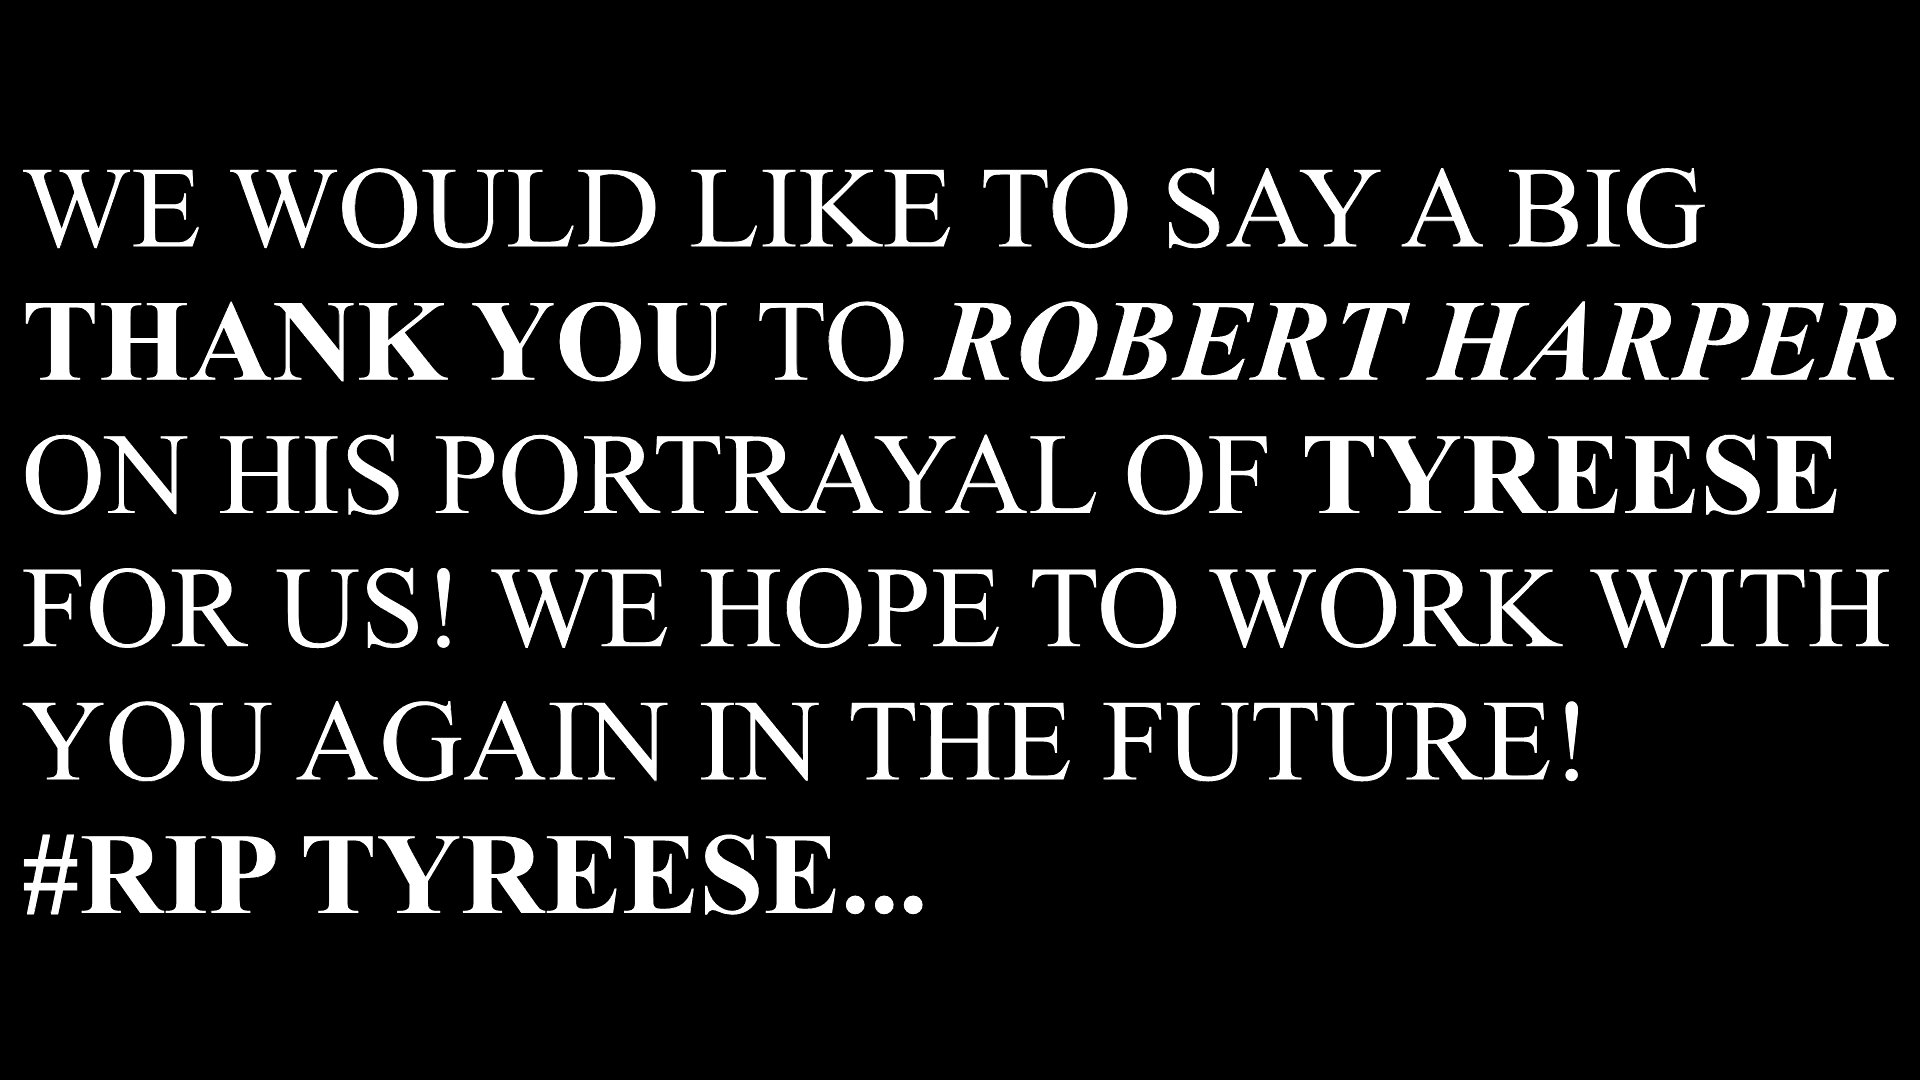 WE WOULD LIKE TO SAY A BIG
THANK YOU TO ROBERT HARPER
ON HIS PORTRAYAL OF TYREESE
FOR US! WE HOPE TO WORK WITH
YOU AGAIN IN THE FUTURE!
#RIP TYREESE...